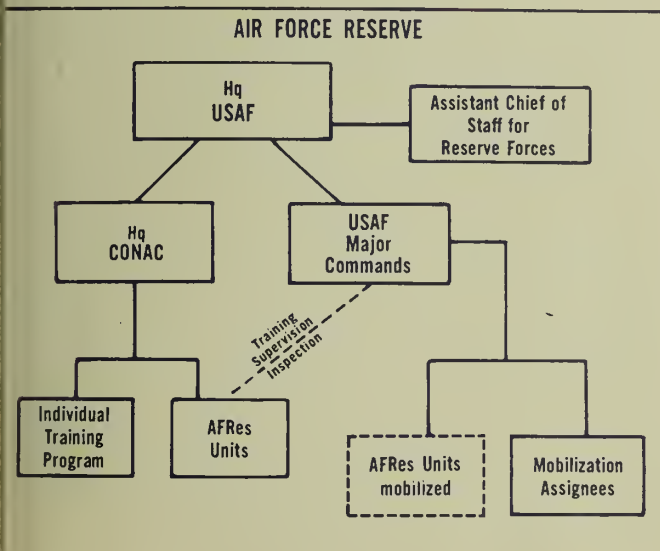 AIR FORCE RESERVE
Hq
USAF
Assistant Chief of
Staff for
Reserve Forces
Hq
CONAC
USAF
Major
Commands
Training
Supervision
Inspection
Individual
Training
Program
AFRes
Units
AFRes Units
mobilized
Mobilization
Assignees